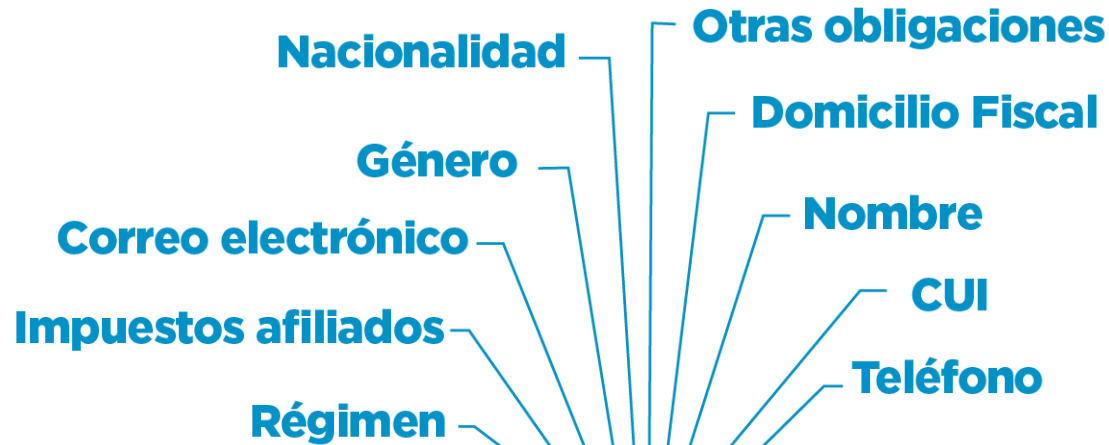 Otras obligaciones
Nacionalidad
Domicilio Fiscal
Género
Nombre
Correo electrónico
CUI
Impuestos afiliados
Teléfono
Régimen